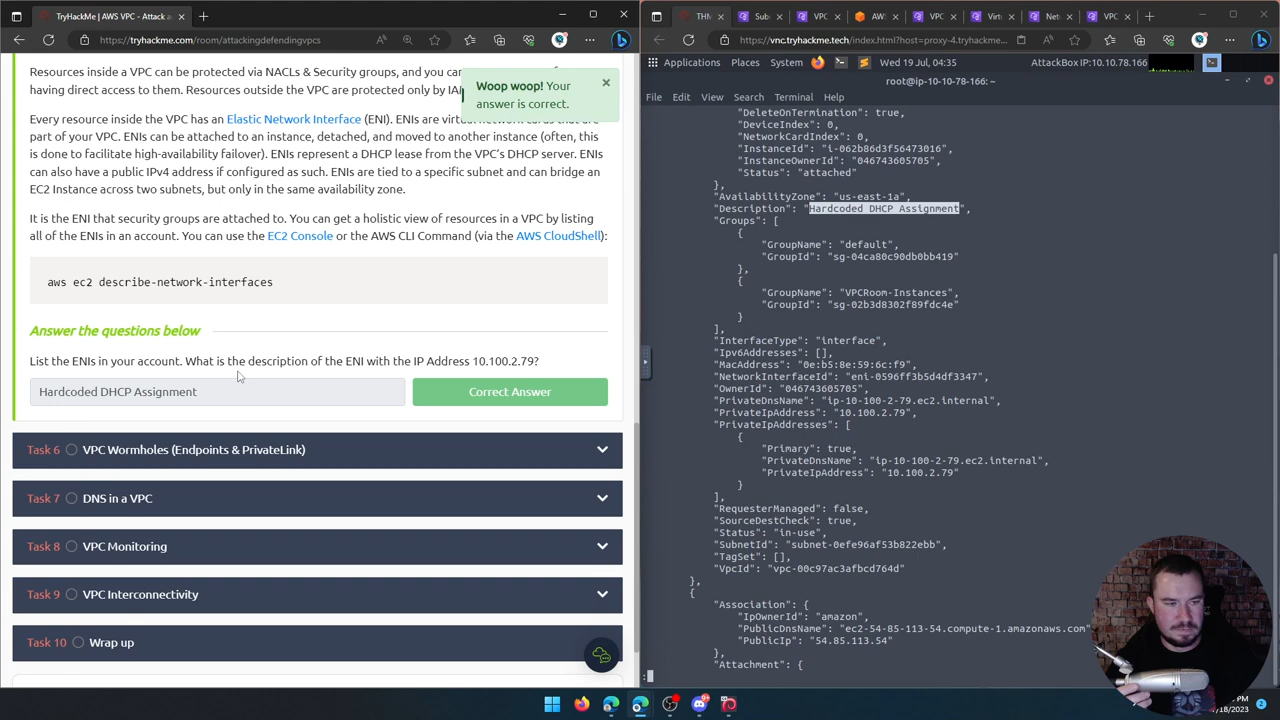 TryHackMe | AWS VPC - Attack a
https://tryhackme.com/room/attackingdefendingvpcs
Resources inside a VPC can be protected via NACLs & Security groups, and you can
having direct access to them. Resources outside the VPC are protected only by IAM
Woop woop! Your
answer is correct.
Every resource inside the VPC has an Elastic Network Interface (ENI). ENIs are virtual network cards that are
part of your VPC. ENIs can be attached to an instance, detached, and moved to another instance (often, this
is done to facilitate high-availability failover). ENIs represent a DHCP lease from the VPC's DHCP server. ENIs
can also have a public IPv4 address if configured as such. ENIs are tied to a specific subnet and can bridge an
EC2 Instance across two subnets, but only in the same availability zone.
It is the ENI that security groups are attached to. You can get a holistic view of resources in a VPC by listing
all of the ENIs in an account. You can use the EC2 Console or the AWS CLI Command (via the AWS CloudShell):
aws ec2 describe-network-interfaces
Answer the questions below
List the ENIs in your account. What is the description of the ENI with the IP Address 10.100.2.79?
Hardcoded DHCP Assignment
Correct Answer
Task 6 VPC Wormholes (Endpoints & PrivateLink)
Task 7 DNS in a VPC
Task 8 VPC Monitoring
Task 9 VPC Interconnectivity
Task 10 Wrap up
THM
Sub
VPC
AWS
VPC
Virtu
Net
VPC
https://vnc.tryhackme.tech/index.html?host=proxy-4.tryhackme...
Applications Places System Wed 19 Jul, 04:35 AttackBox IP:10.10.78.166
root@ip-10-10-78-166: ~
File Edit View Search Terminal Help
"DeleteOnTermination": true,
"DeviceIndex": 0,
"NetworkCardIndex": 0,
"InstanceId": "i-062b86d3f56473016",
"InstanceOwnerId": "046743605705",
"Status": "attached"
},
"AvailabilityZone": "us-east-1a",
"Description": "Hardcoded DHCP Assignment",
"Groups": [
{
"GroupName": "default",
"GroupId": "sg-04ca80c90db0bb419"
},
{
"GroupName": "VPCRoom-Instances",
"GroupId": "sg-02b3d8302f89fdc4e"
}
],
"InterfaceType": "interface",
"Ipv6Addresses": [],
"MacAddress": "0e:b5:8e:59:6c:f9",
"NetworkInterfaceId": "eni-0596ff3b5d4df3347",
"OwnerId": "046743605705",
"PrivateDnsName": "ip-10-100-2-79.ec2.internal",
"PrivateIpAddress": "10.100.2.79",
"PrivateIpAddresses": [
{
"Primary": true,
"PrivateDnsName": "ip-10-100-2-79.ec2.internal",
"PrivateIpAddress": "10.100.2.79"
}
],
"RequesterManaged": false,
"SourceDestCheck": true,
"Status": "in-use",
"SubnetId": "subnet-0efe96af53b822ebb",
"TagSet": [],
"VpcId": "vpc-00c97ac3afbcd764d"
},
{
"Association": {
"IpOwnerId": "amazon",
"PublicDnsName": "ec2-54-85-113-54.compute-1.amazonaws.com"
"PublicIp": "54.85.113.54"
},
"Attachment": {
:
/18/2023
2